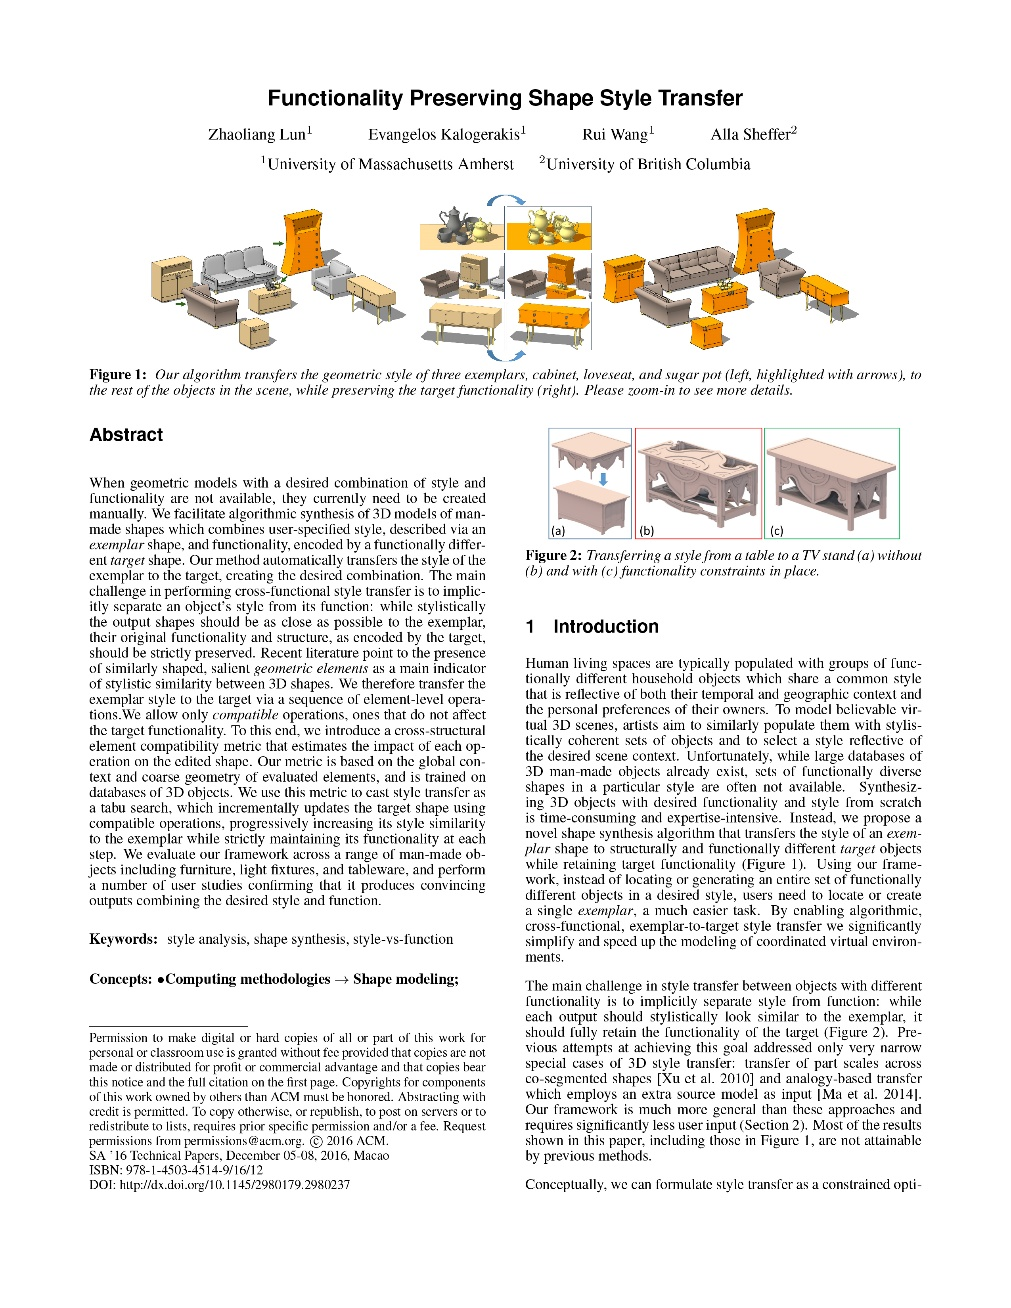 Functionality Preserving Shape Style Transfer
Zhaoliang Lun1 Evangelos Kalogerakis1 Rui Wang1 Alla Sheffer2
1University of Massachusetts Amherst 2University of British Columbia
Figure 1: Our algorithm transfers the geometric style of three exemplars, cabinet, loveseat, and sugar pot (left, highlighted with arrows), to
the rest of the objects in the scene, while preserving the target functionality (right). Please zoom-in to see more details.
Abstract
When geometric models with a desired combination of style and
functionality are not available, they currently need to be created
manually. We facilitate algorithmic synthesis of 3D models of man-
made shapes which combines user-specified style, described via an
exemplar shape, and functionality, encoded by a functionally differ-
ent target shape. Our method automatically transfers the style of the
exemplar to the target, creating the desired combination. The main
challenge in performing cross-functional style transfer is to implic-
itly separate an object's style from its function: while stylistically
the output shapes should be as close as possible to the exemplar,
their original functionality and structure, as encoded by the target,
should be strictly preserved. Recent literature point to the presence
of similarly shaped, salient geometric elements as a main indicator
of stylistic similarity between 3D shapes. We therefore transfer the
exemplar style to the target via a sequence of element-level opera-
tions.We allow only compatible operations, ones that do not affect
the target functionality. To this end, we introduce a cross-structural
element compatibility metric that estimates the impact of each op-
eration on the edited shape. Our metric is based on the global con-
text and coarse geometry of evaluated elements, and is trained on
databases of 3D objects. We use this metric to cast style transfer as
a tabu search, which incrementally updates the target shape using
compatible operations, progressively increasing its style similarity
to the exemplar while strictly maintaining its functionality at each
step. We evaluate our framework across a range of man-made ob-
jects including furniture, light fixtures, and tableware, and perform
a number of user studies confirming that it produces convincing
outputs combining the desired style and function.
Keywords: style analysis, shape synthesis, style-vs-function
Concepts: •Computing methodologies → Shape modeling;
Permission to make digital or hard copies of all or part of this work for
personal or classroom use is granted without fee provided that copies are not
made or distributed for profit or commercial advantage and that copies bear
this notice and the full citation on the first page. Copyrights for components
of this work owned by others than ACM must be honored. Abstracting with
credit is permitted. To copy otherwise, or republish, to post on servers or to
redistribute to lists, requires prior specific permission and/or a fee. Request
permissions from permissions@acm.org. © 2016 ACM.
SA '16 Technical Papers, December 05-08, 2016, Macao
ISBN: 978-1-4503-4514-9/16/12
DOI: http://dx.doi.org/10.1145/2980179.2980237
(a) (b) (c)
Figure 2: Transferring a style from a table to a TV stand (a) without
(b) and with (c) functionality constraints in place.
1 Introduction
Human living spaces are typically populated with groups of func-
tionally different household objects which share a common style
that is reflective of both their temporal and geographic context and
the personal preferences of their owners. To model believable vir-
tual 3D scenes, artists aim to similarly populate them with stylis-
tically coherent sets of objects and to select a style reflective of
the desired scene context. Unfortunately, while large databases of
3D man-made objects already exist, sets of functionally diverse
shapes in a particular style are often not available. Synthesiz-
ing 3D objects with desired functionality and style from scratch
is time-consuming and expertise-intensive. Instead, we propose a
novel shape synthesis algorithm that transfers the style of an exem-
plar shape to structurally and functionally different target objects
while retaining target functionality (Figure 1). Using our frame-
work, instead of locating or generating an entire set of functionally
different objects in a desired style, users need to locate or create
a single exemplar, a much easier task. By enabling algorithmic,
cross-functional, exemplar-to-target style transfer we significantly
simplify and speed up the modeling of coordinated virtual environ-
ments.
The main challenge in style transfer between objects with different
functionality is to implicitly separate style from function: while
each output should stylistically look similar to the exemplar, it
should fully retain the functionality of the target (Figure 2). Pre-
vious attempts at achieving this goal addressed only very narrow
special cases of 3D style transfer: transfer of part scales across
co-segmented shapes [Xu et al. 2010] and analogy-based transfer
which employs an extra source model as input [Ma et al. 2014].
Our framework is much more general than these approaches and
requires significantly less user input (Section 2). Most of the results
shown in this paper, including those in Figure 1, are not attainable
by previous methods.
Conceptually, we can formulate style transfer as a constrained opti-